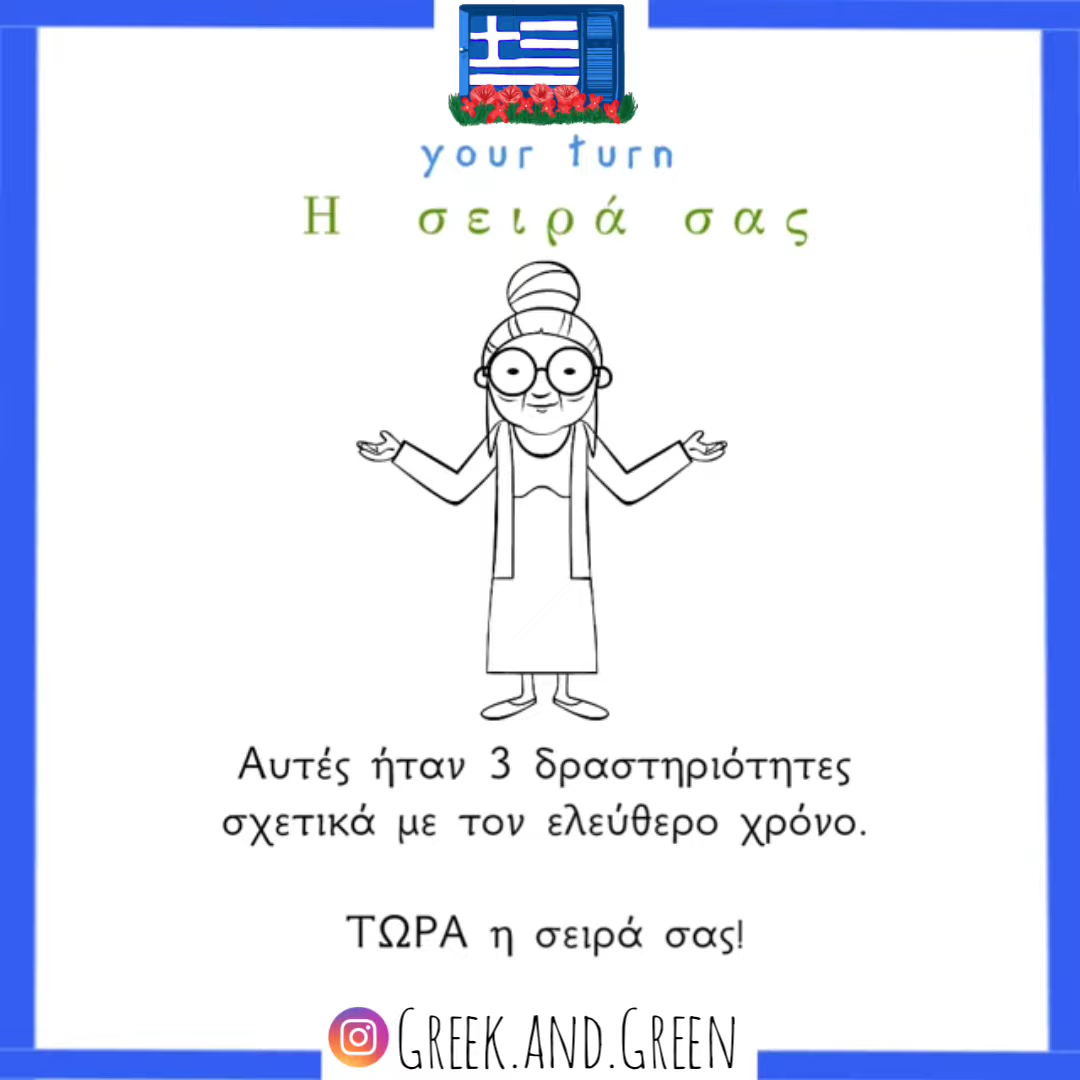 your turn
Η σειρά σας
Αυτές ήταν 3 δραστηριότητες
σχετικά με τον ελεύθερο χρόνο.
ΤΩΡΑ η σειρά σας!
GREEK.AND.GREEN